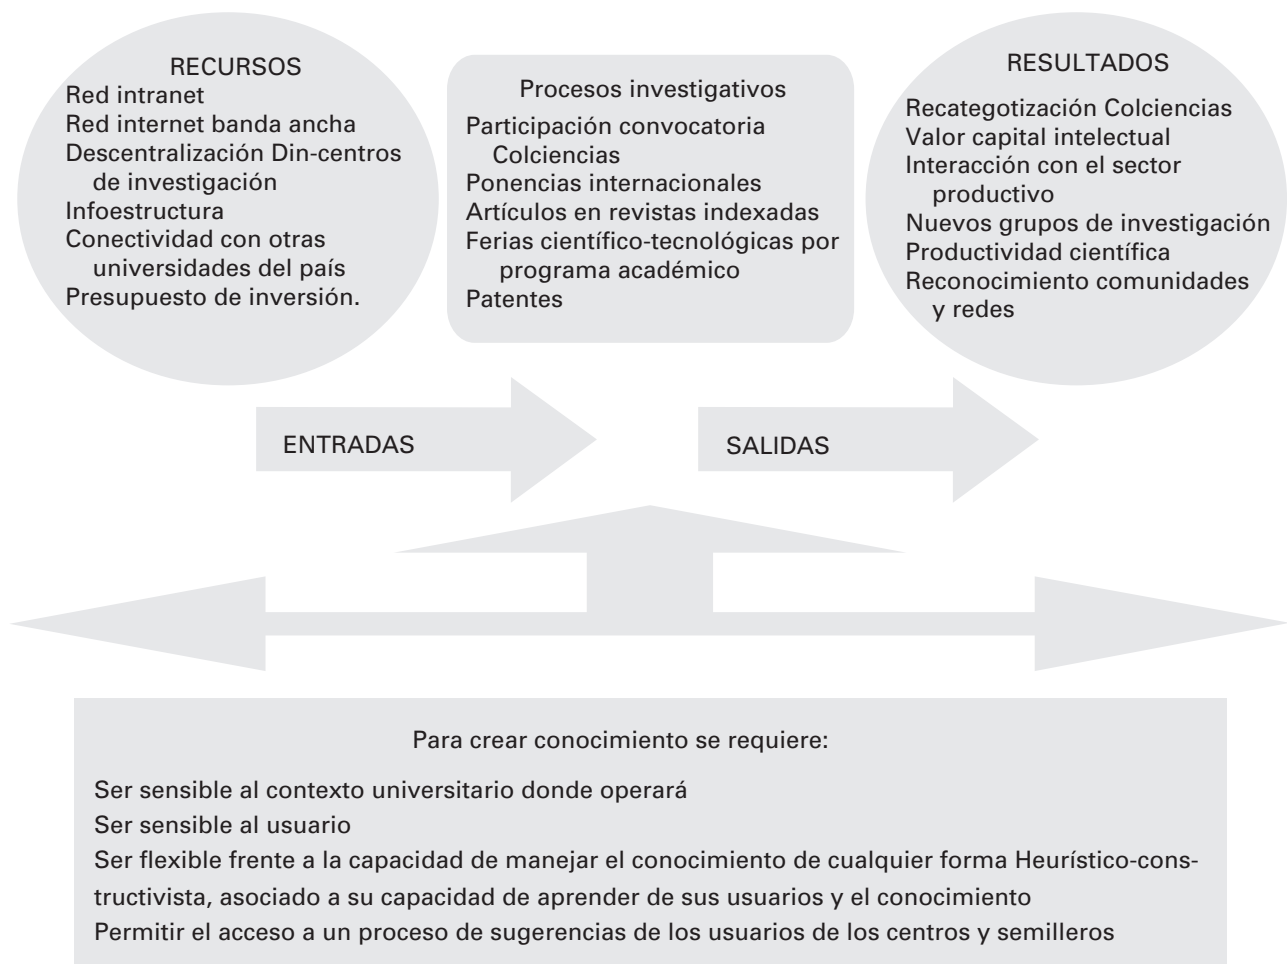 RECURSOS
Red intranet
Red internet banda ancha
Descentralización Din-centros
de investigación
Infoestructura
Conectividad con otras
universidades del país
Presupuesto de inversión.
Procesos investigativos
Participación convocatoria
Colciencias
Ponencias internacionales
Artículos en revistas indexadas
Ferias científico-tecnológicas por
programa académico
Patentes
RESULTADOS
Recategotización Colciencias
Valor capital intelectual
Interacción con el sector
productivo
Nuevos grupos de investigación
Productividad científica
Reconocimiento comunidades
y redes
ENTRADAS
SALIDAS
Para crear conocimiento se requiere:
Ser sensible al contexto universitario donde operará
Ser sensible al usuario
Ser flexible frente a la capacidad de manejar el conocimiento de cualquier forma Heurístico-cons-
tructivista, asociado a su capacidad de aprender de sus usuarios y el conocimiento
Permitir el acceso a un proceso de sugerencias de los usuarios de los centros y semilleros